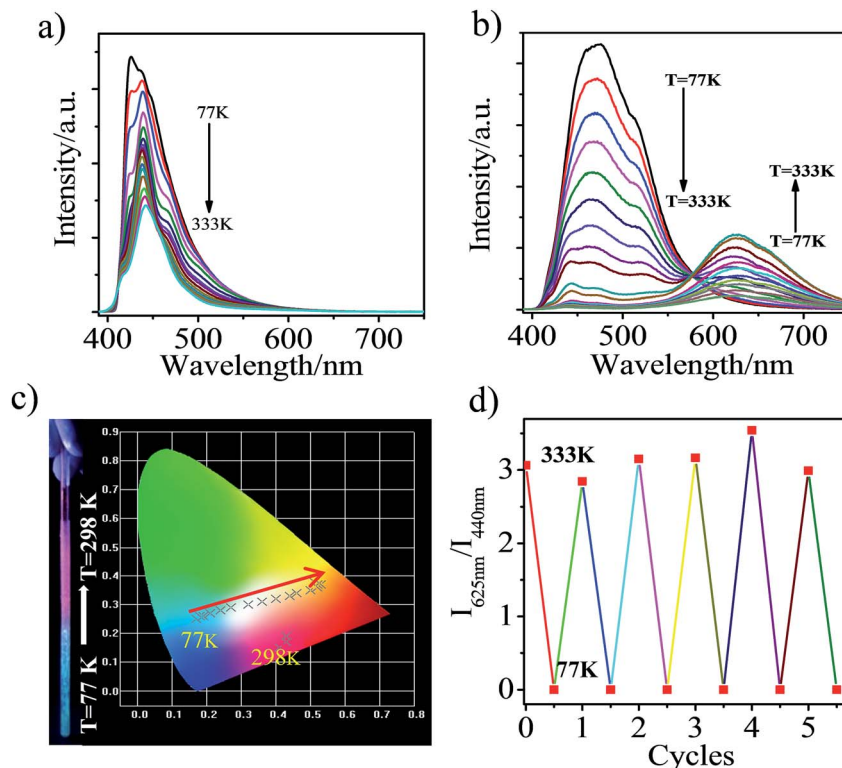 a)
Intensity/a.u.
77K
333K
400 500 600 700
Wavelength/nm
b)
Intensity/a.u.
T=77K
T=333K
T=333K
T=77K
400 500 600 700
Wavelength/nm
c)
T=77 K
T=298 K
0.9
0.8
0.7
0.6
0.5
0.4
0.3
0.2
0.1
0.0
77K
298K
0.0 0.1 0.2 0.3 0.4 0.5 0.6 0.7 0.8
d)
I625nm/I440nm
3
2
1
0
333K
77K
0 1 2 3 4 5
Cycles